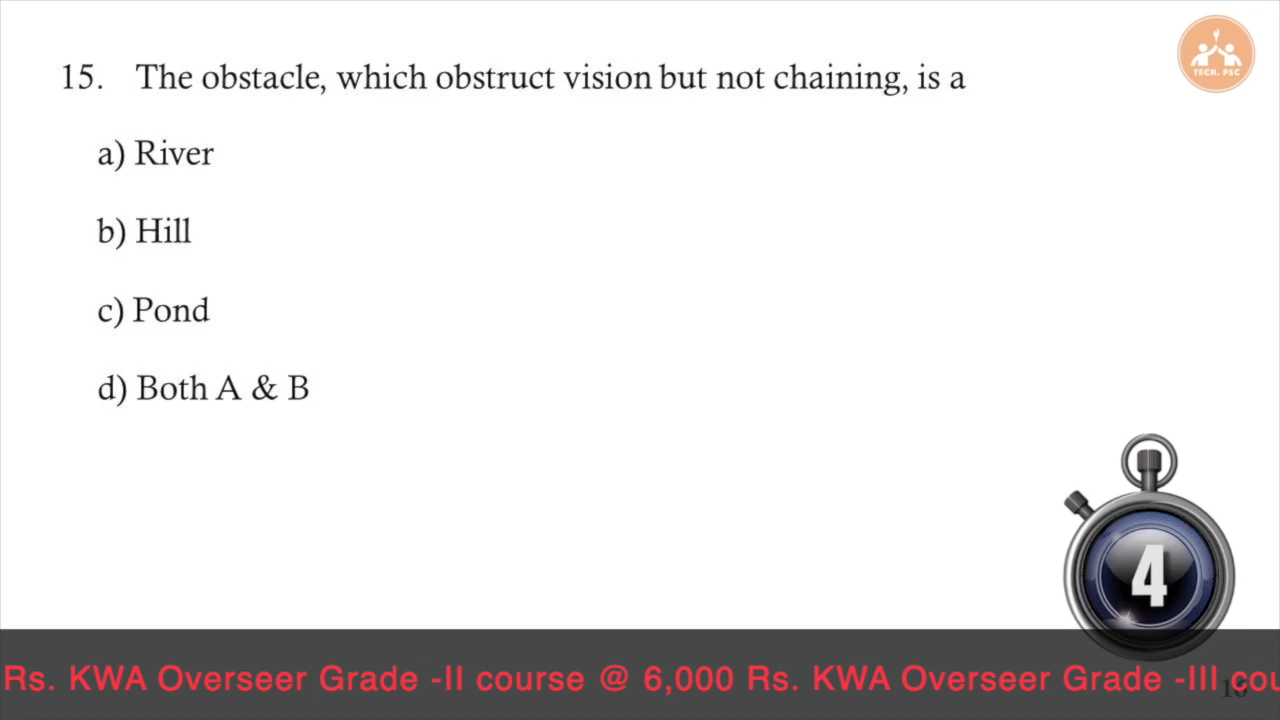 TECH. PSC
15. The obstacle, which obstruct vision but not chaining, is a
a) River
b) Hill
c) Pond
d) Both A & B
4
Rs. KWA Overseer Grade -II course @ 6,000 Rs. KWA Overseer Grade -III cou